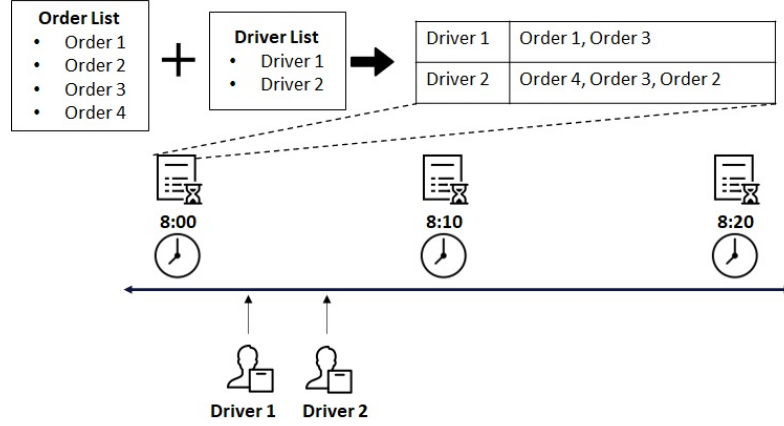 Order List
• Order 1
• Order 2
• Order 3
• Order 4
Driver List
• Driver 1
• Driver 2
Driver 1 Order 1, Order 3
Driver 2 Order 4, Order 3, Order 2
8:00 8:10 8:20
Driver 1 Driver 2